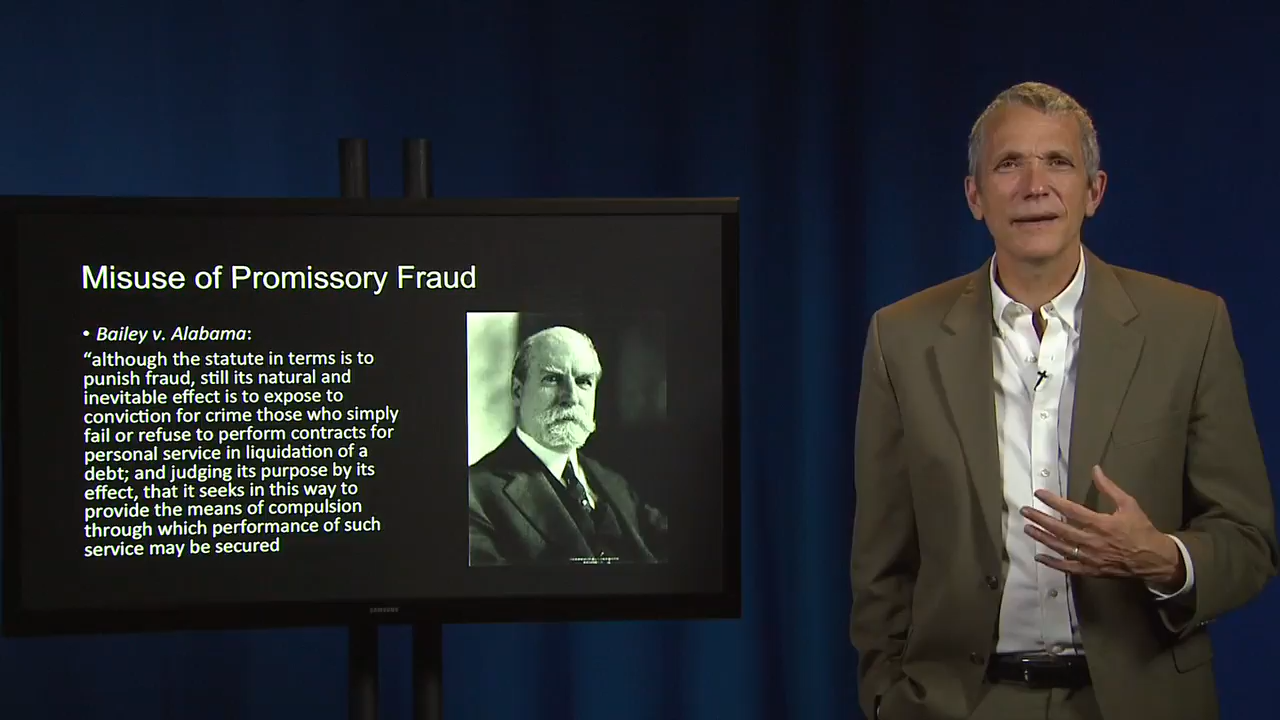 Misuse of Promissory Fraud
• Bailey v. Alabama:
“although the statute in terms is to
punish fraud, still its natural and
inevitable effect is to expose to
conviction for crime those who simply
fail or refuse to perform contracts for
personal service in liquidation of a
debt; and judging its purpose by its
effect, that it seeks in this way to
provide the means of compulsion
through which performance of such
service may be secured
SAMSUNG